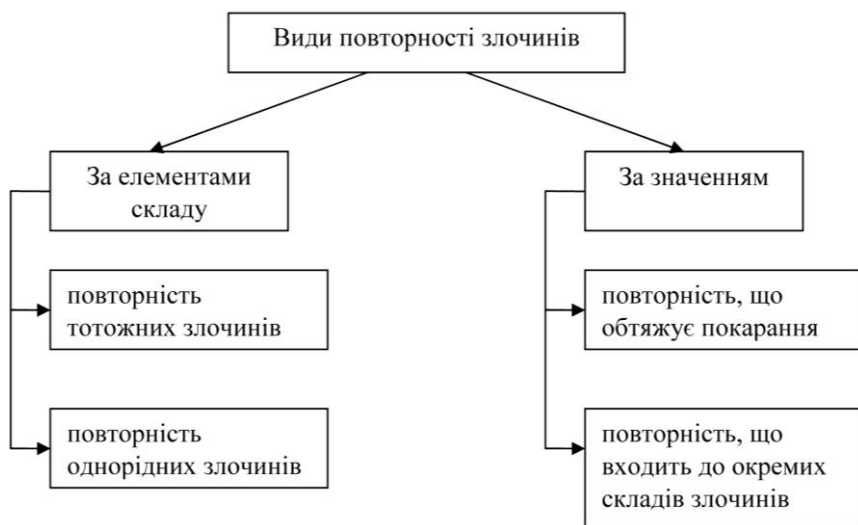 Види повторності злочинів
За елементами
складу
повторність
тотожних злочинів
повторність
однорідних злочинів
За значенням
повторність, що
обтяжує покарання
повторність, що
входить до окремих
складів злочинів